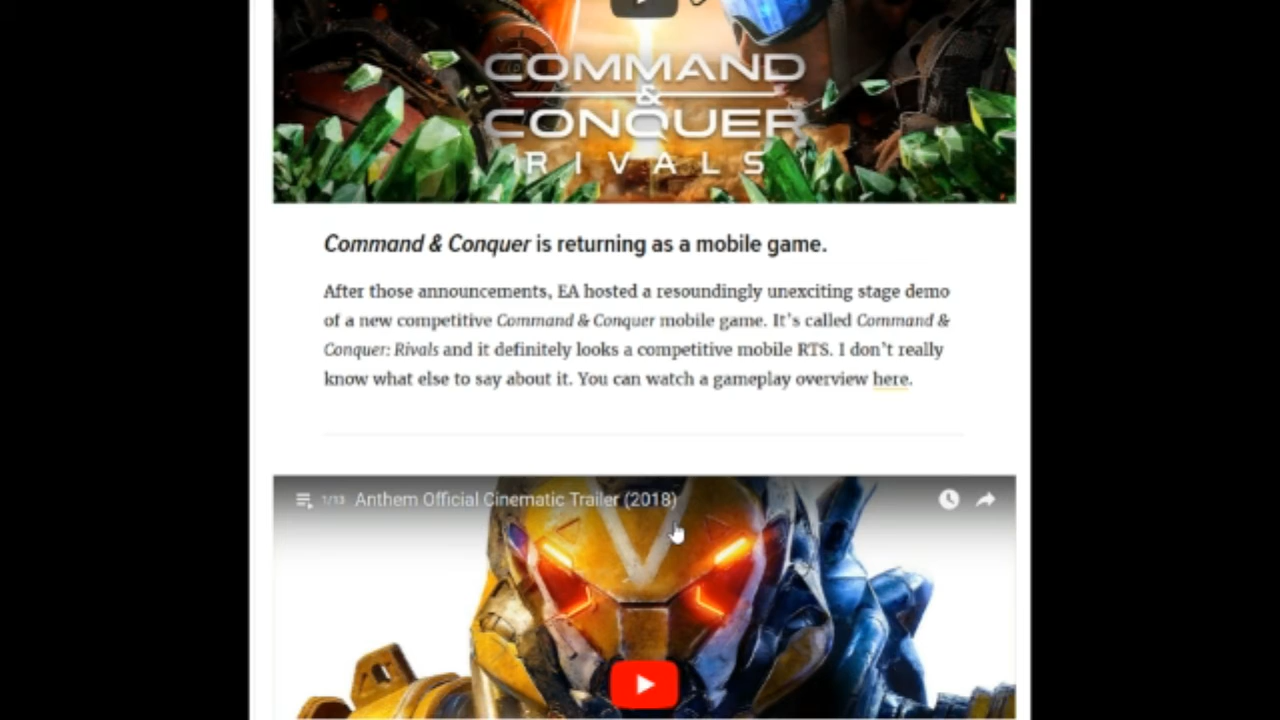 COMMAND
&
CONQUER
RIVALS
Command & Conquer is returning as a mobile game.
After those announcements, EA hosted a resoundingly unexciting stage demo
of a new competitive Command & Conquer mobile game. It's called Command &
Conquer: Rivals and it definitely looks a competitive mobile RTS. I don't really
know what else to say about it. You can watch a gameplay overview here.
1/13 Anthem Official Cinematic Trailer (2018)